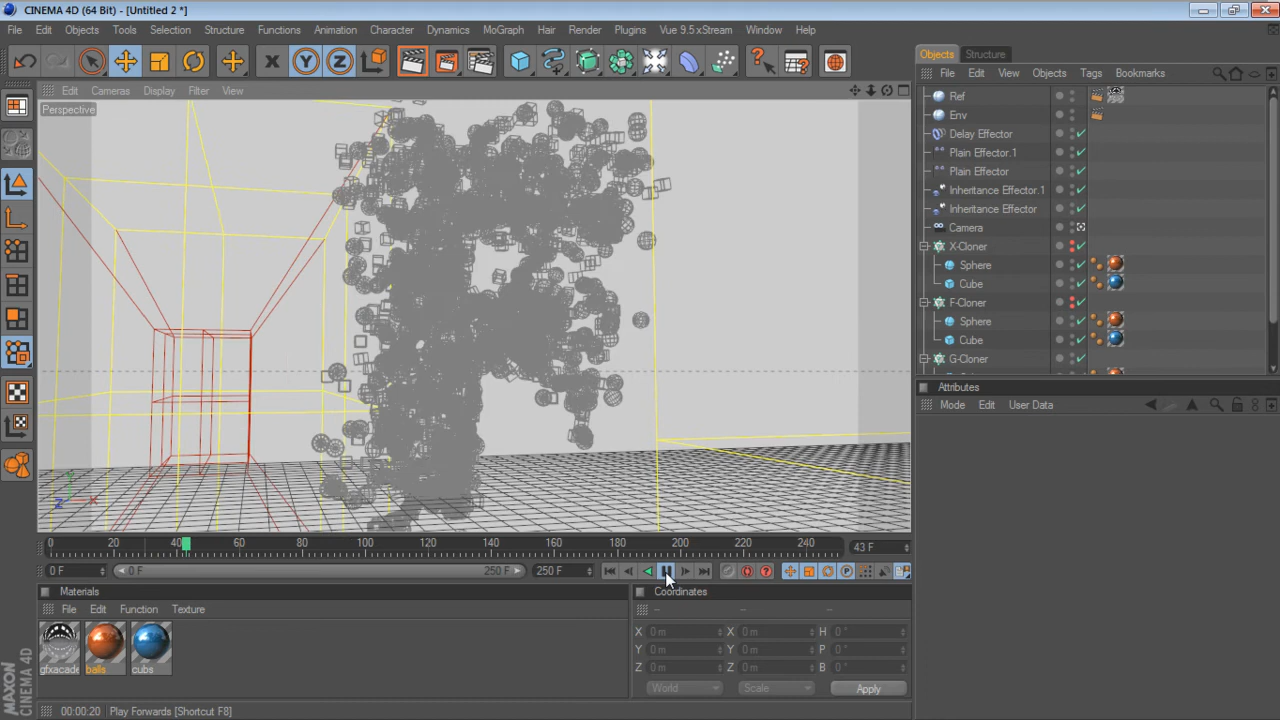 CINEMA 4D (64 Bit) - [Untitled 2 *]
File Edit Objects Tools Selection Structure Functions Animation Character Dynamics MoGraph Hair Render Plugins Vue 9.5 xStream Window Help
Objects Structure
File Edit View Objects Tags Bookmarks
Edit Cameras Display Filter View
Perspective
Ref
Env
Delay Effector
Plain Effector.1
Plain Effector
Inheritance Effector.1
Inheritance Effector
Camera
X-Cloner
Sphere
Cube
F-Cloner
Sphere
Cube
G-Cloner
Attributes
Mode Edit User Data
0 20 40 60 80 100 120 140 160 180 200 220 240 43 F
0 F 0 F 250 F 250 F
Materials
File Edit Function Texture
gfxacade balls cubs
Coordinates
-- -- --
X 0 m X 0 m H 0 °
Y 0 m Y 0 m P 0 °
Z 0 m Z 0 m B 0 °
World Scale Apply
MAXON CINEMA 4D
00:00:20 Play Forwards [Shortcut F8]